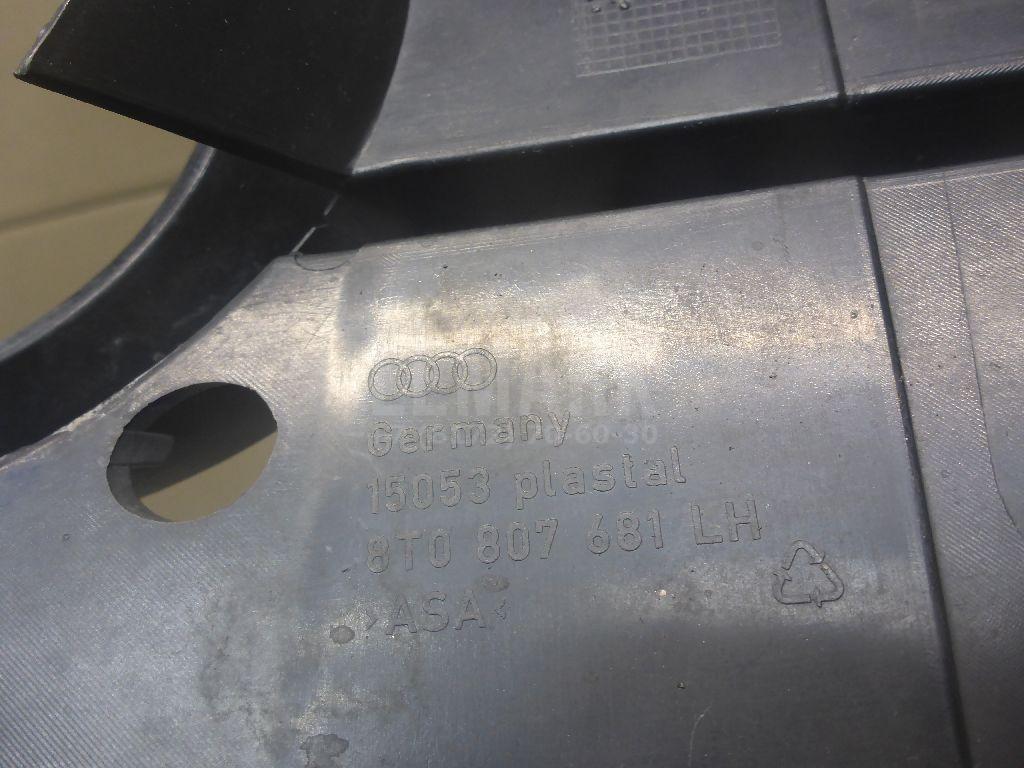 Germany
15053 plastal
8T0 807 681 LH
>ASA<